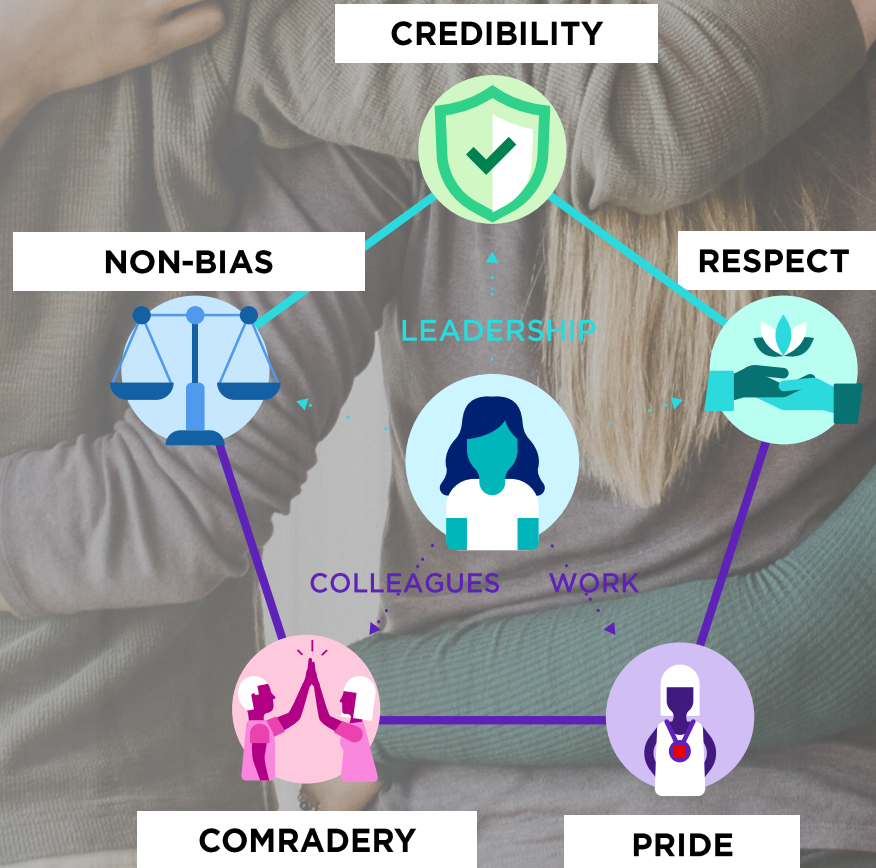 CREDIBILITY
NON-BIAS
RESPECT
LEADERSHIP
COLLEAGUES
WORK
COMRADERY
PRIDE